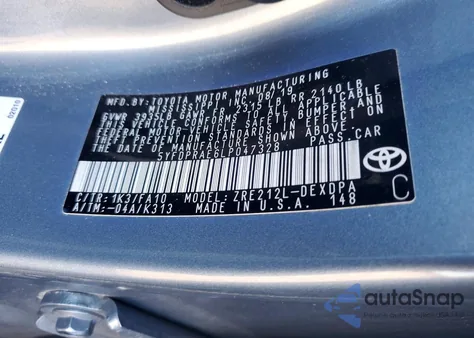 MFD. BY: TOYOTA MOTOR MANUFACTURING
MISSISSIPPI, INC. 08/19
GVWR 3935LB GAWR FR 2315 LB RR 2140 LB
THIS VEHICLE CONFORMS TO ALL APPLICABLE
FEDERAL MOTOR VEHICLE SAFETY, BUMPER, AND
THEFT PREVENTION STANDARDS IN EFFECT ON
THE DATE OF MANUFACTURE SHOWN ABOVE.
5YFDPRAE6LP047328 PASS.CAR
C/TR: 1K3/FA10 MODEL: ZRE212L-DEXDPA
A/TM:-04A/K313 MADE IN U.S.A. 148
TOYOTA
C
autoSnap